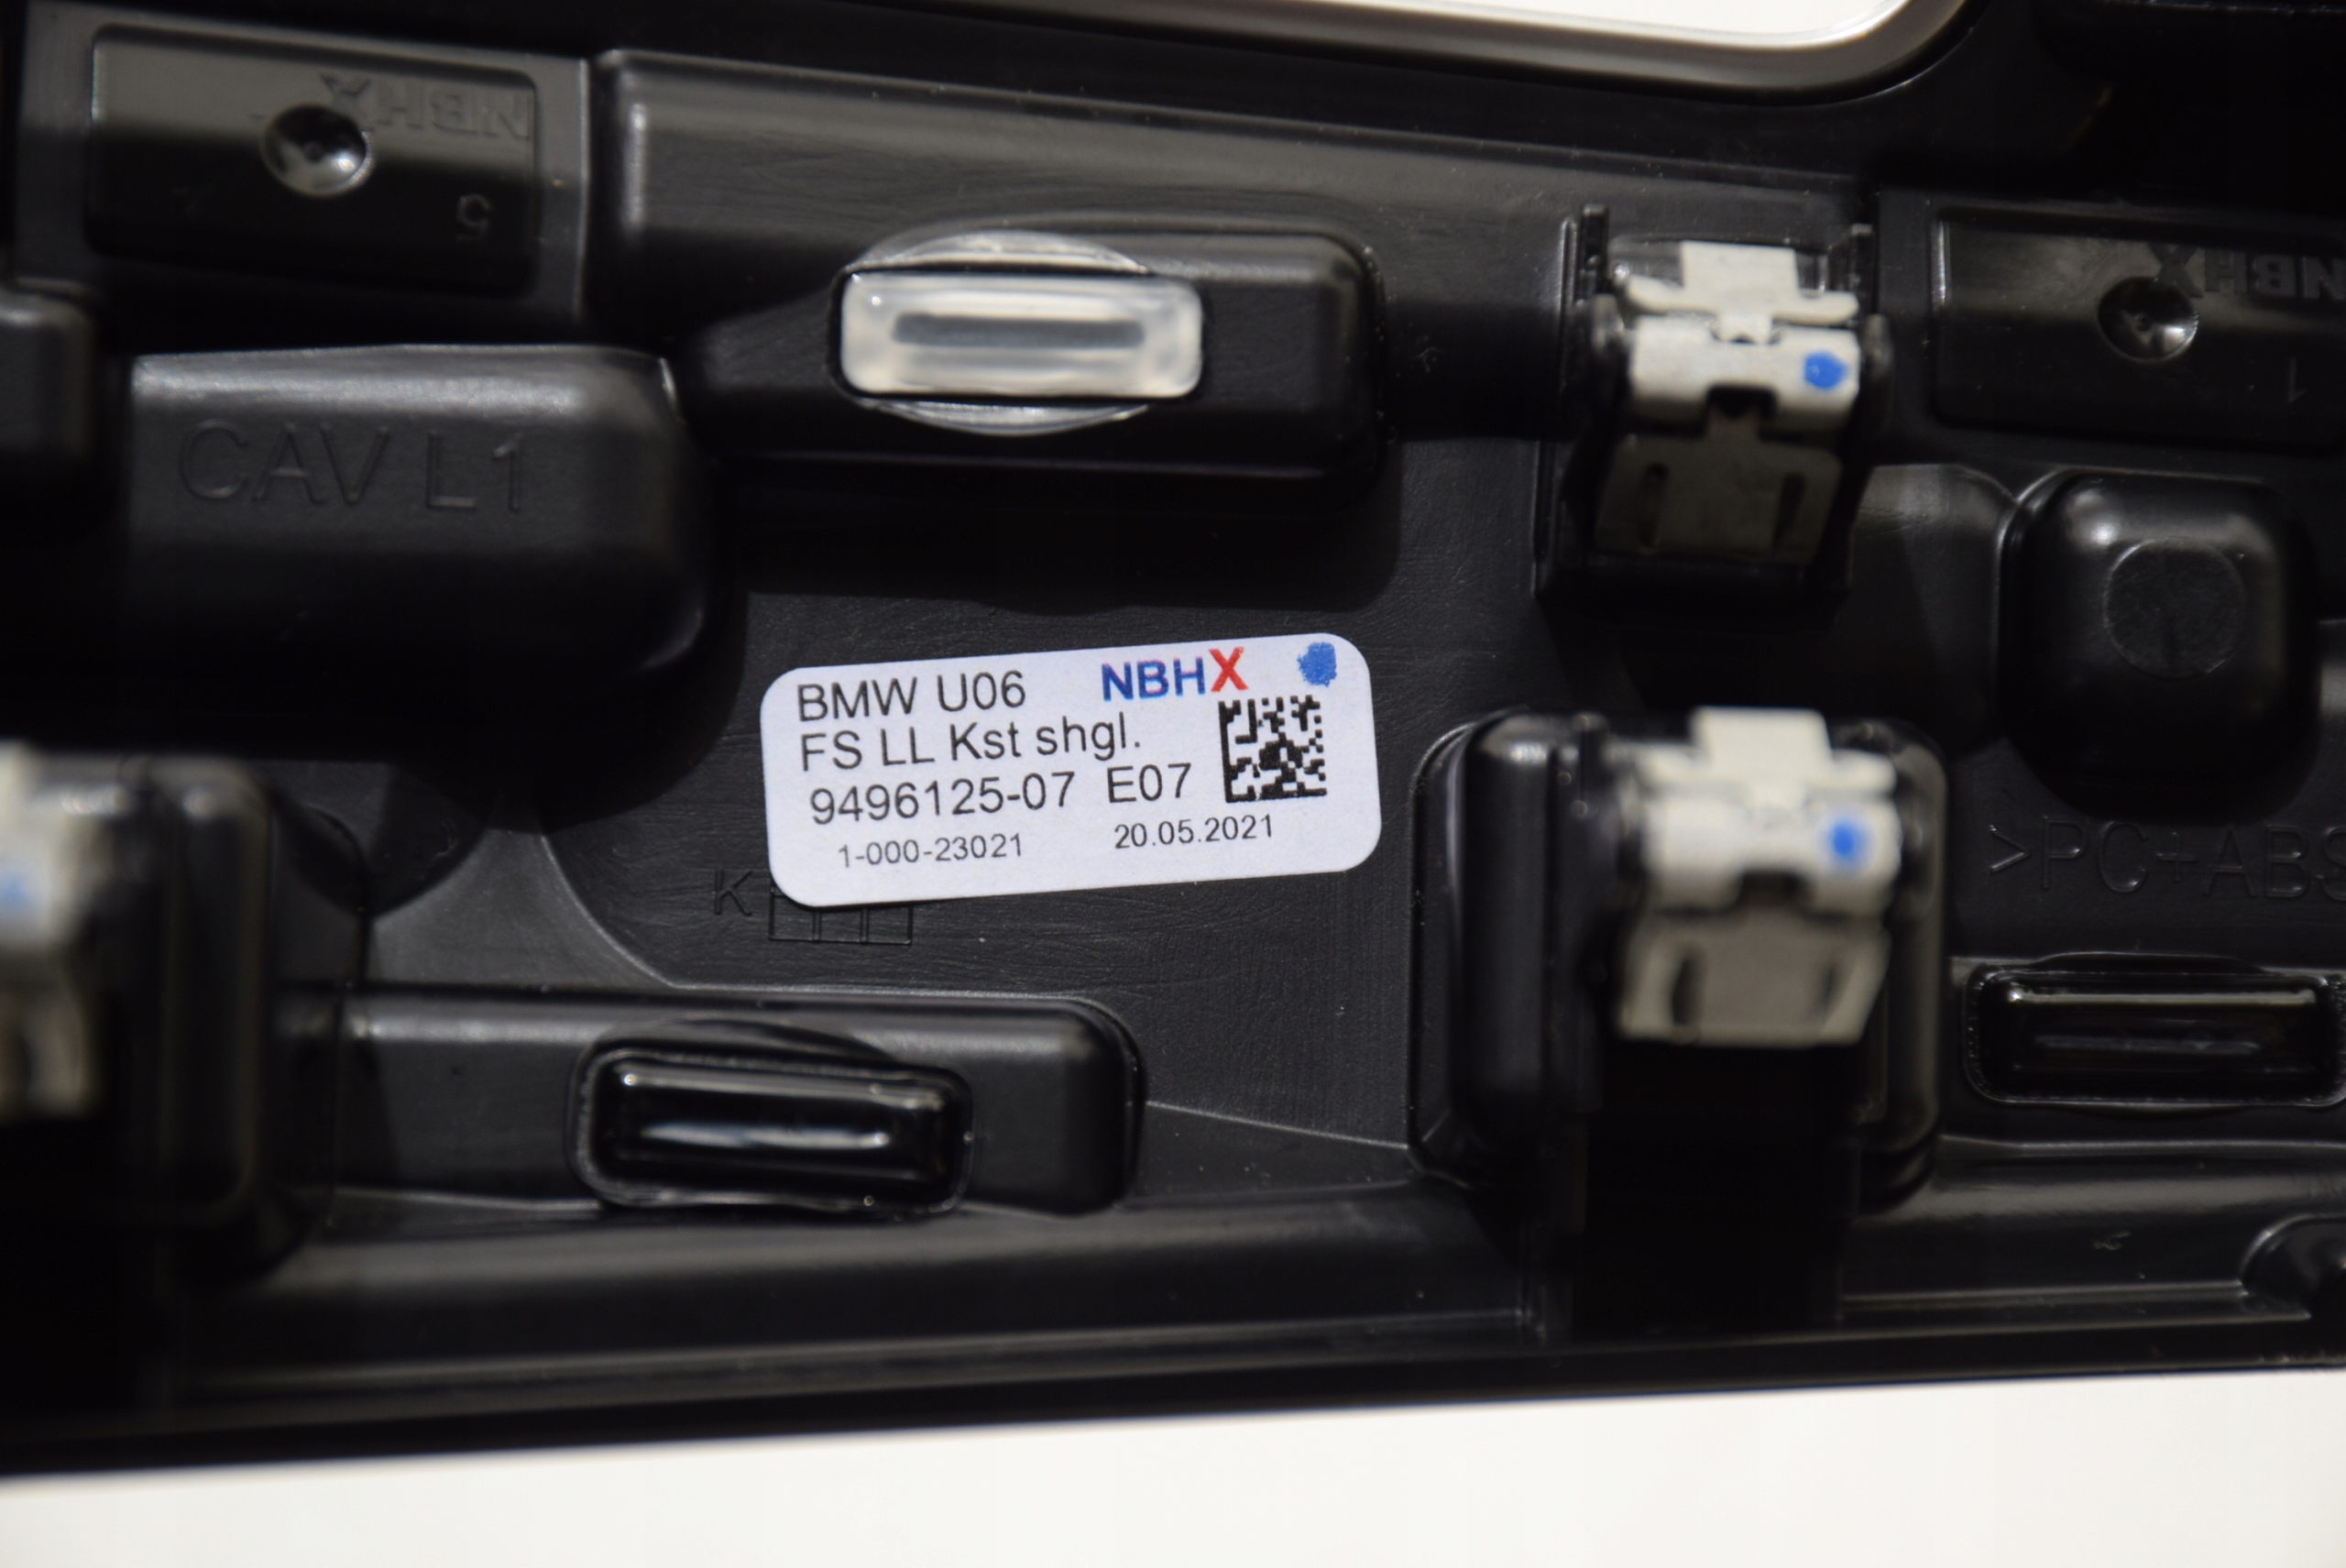 NBHX
5
NBHX
1
CAV L1
BMW U06 NBHX
FS LL Kst shgl.
9496125-07 E07
1-000-23021 20.05.2021
K
>PC+ABS